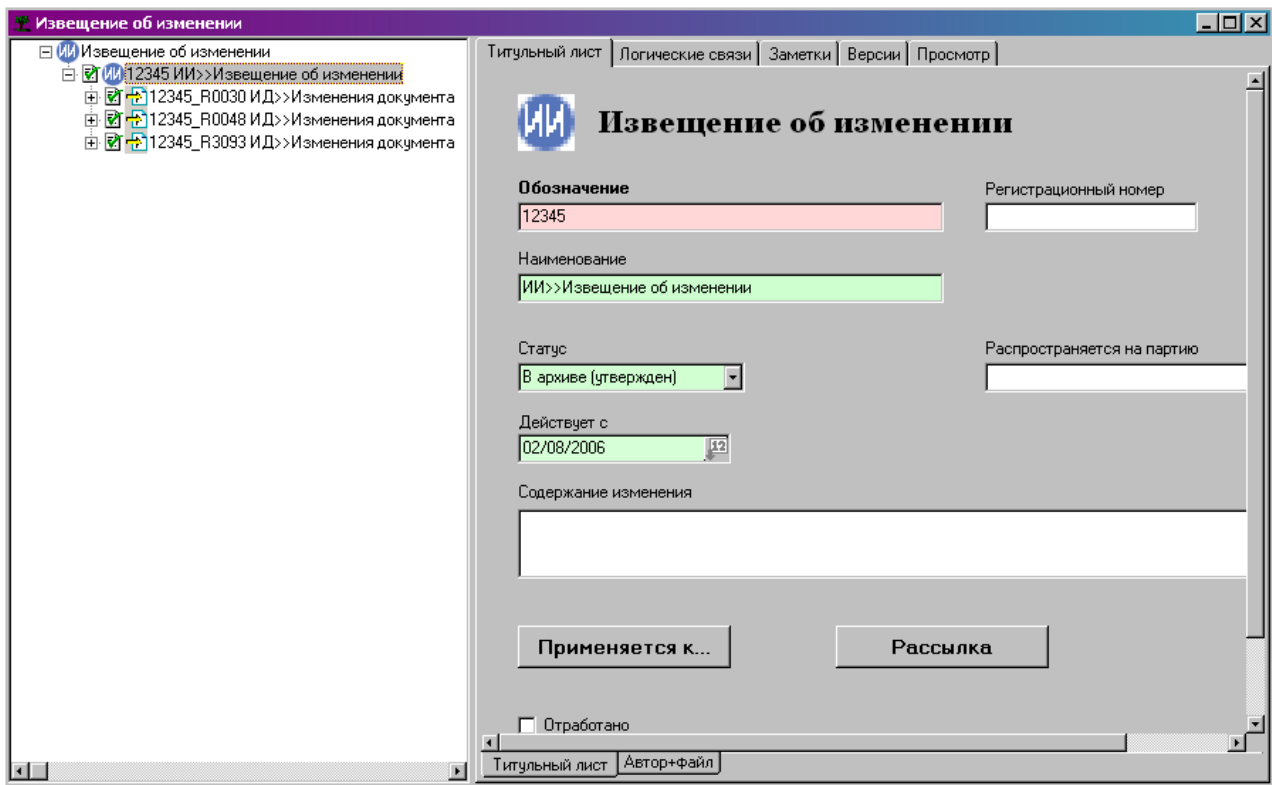 Извещение об изменении
ИИ Извещение об изменении
ИИ 12345 ИИ>>Извещение об изменении
12345_R0030 ИД>>Изменения документа
12345_R0048 ИД>>Изменения документа
12345_R3093 ИД>>Изменения документа
Титульный лист Логические связи Заметки Версии Просмотр
ИИ Извещение об изменении
Обозначение Регистрационный номер
12345
Наименование
ИИ>>Извещение об изменении
Статус Распространяется на партию
В архиве (утвержден)
Действует с
02/08/2006 12
Содержание изменения
Применяется к... Рассылка
Отработано
Титульный лист Автор+файл